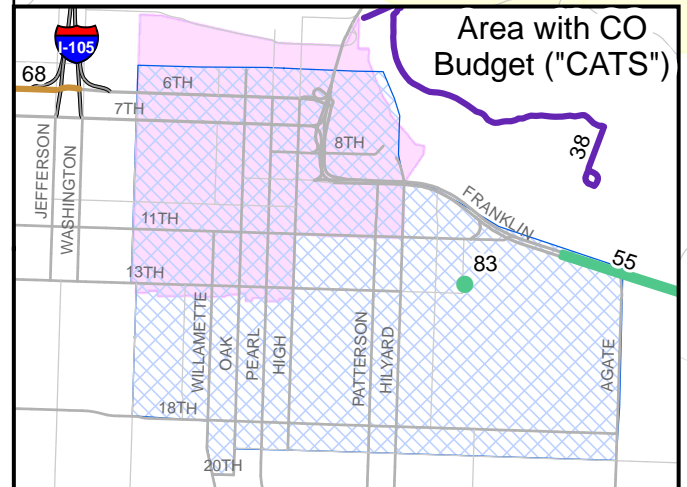 Area with CO
Budget ("CATS")
I-105
68
6TH
7TH
8TH
38
JEFFERSON
WASHINGTON
FRANKLIN
11TH
55
83
13TH
WILLAMETTE
OAK
PEARL
HIGH
PATTERSON
HILYARD
AGATE
18TH
20TH